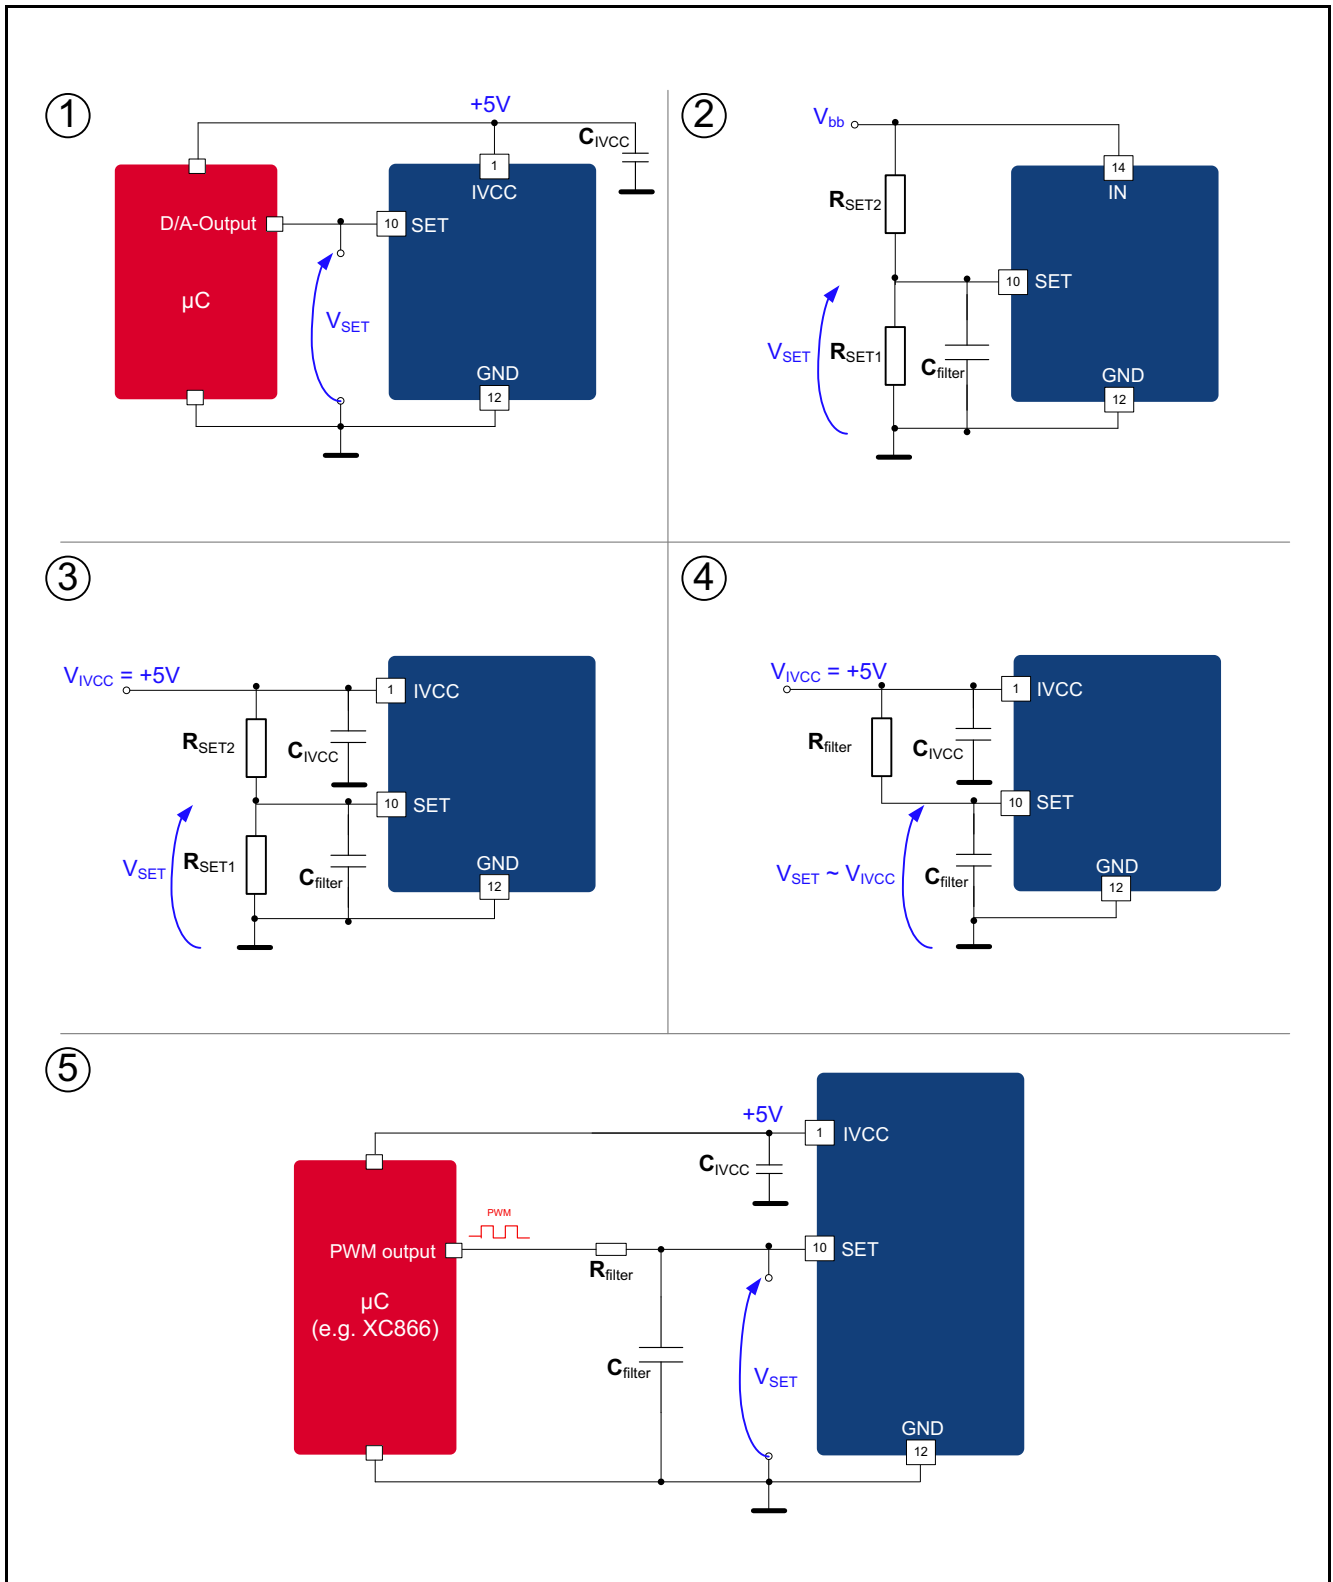 1
+5V
CIVCC
1
IVCC
D/A-Output
10
SET
µC
VSET
GND
12
2
Vbb
14
IN
RSET2
10
SET
VSET
RSET1
Cfilter
GND
12
3
VIVCC = +5V
1
IVCC
RSET2
CIVCC
10
SET
VSET
RSET1
Cfilter
GND
12
4
VIVCC = +5V
1
IVCC
Rfilter
CIVCC
10
SET
VSET ~ VIVCC
Cfilter
GND
12
5
+5V
1
IVCC
CIVCC
PWM
PWM output
10
SET
Rfilter
µC
(e.g. XC866)
Cfilter
VSET
GND
12